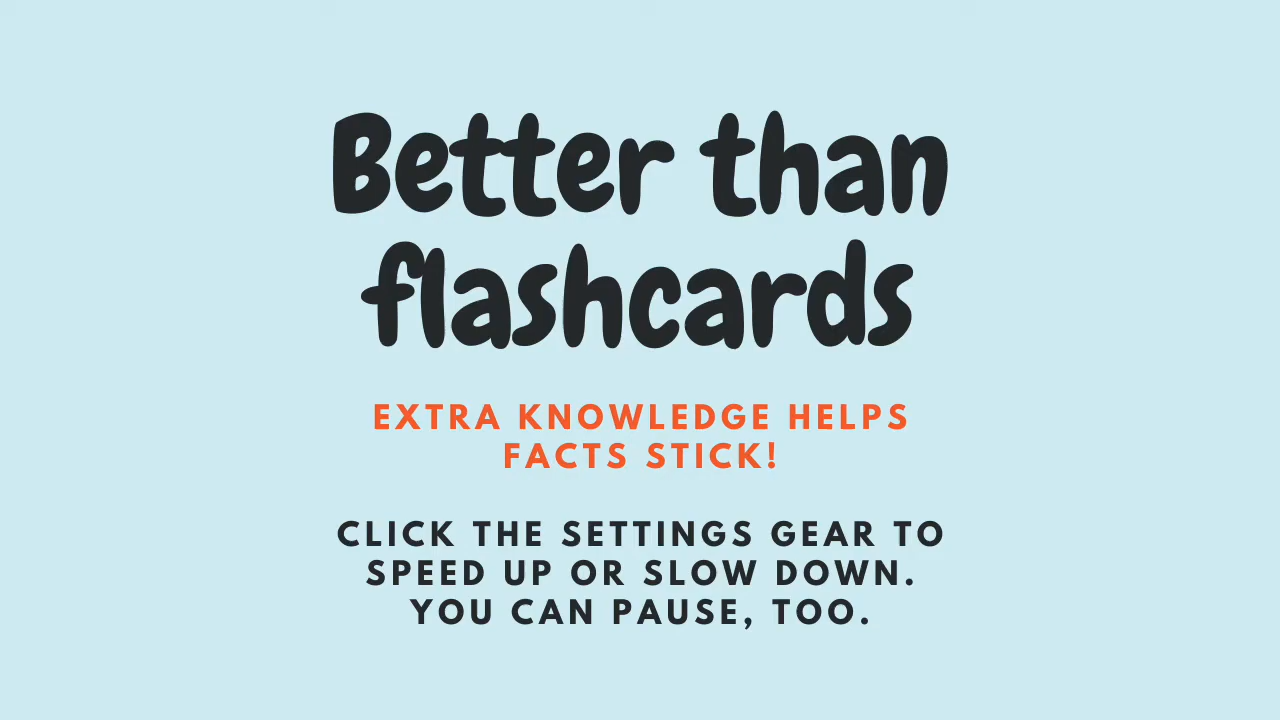 Better than
flashcards
EXTRA KNOWLEDGE HELPS
FACTS STICK!
CLICK THE SETTINGS GEAR TO
SPEED UP OR SLOW DOWN.
YOU CAN PAUSE, TOO.